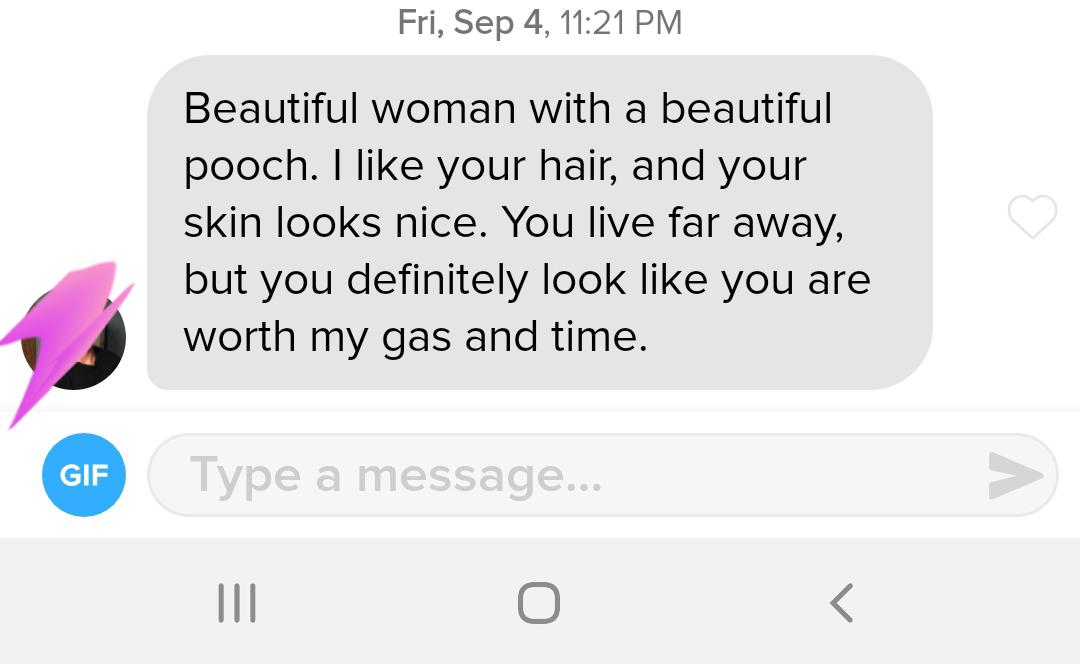 Fri, Sep 4, 11:21 PM
Beautiful woman with a beautiful
pooch. I like your hair, and your
skin looks nice. You live far away,
but you definitely look like you are
worth my gas and time.
GIF
Type a message...